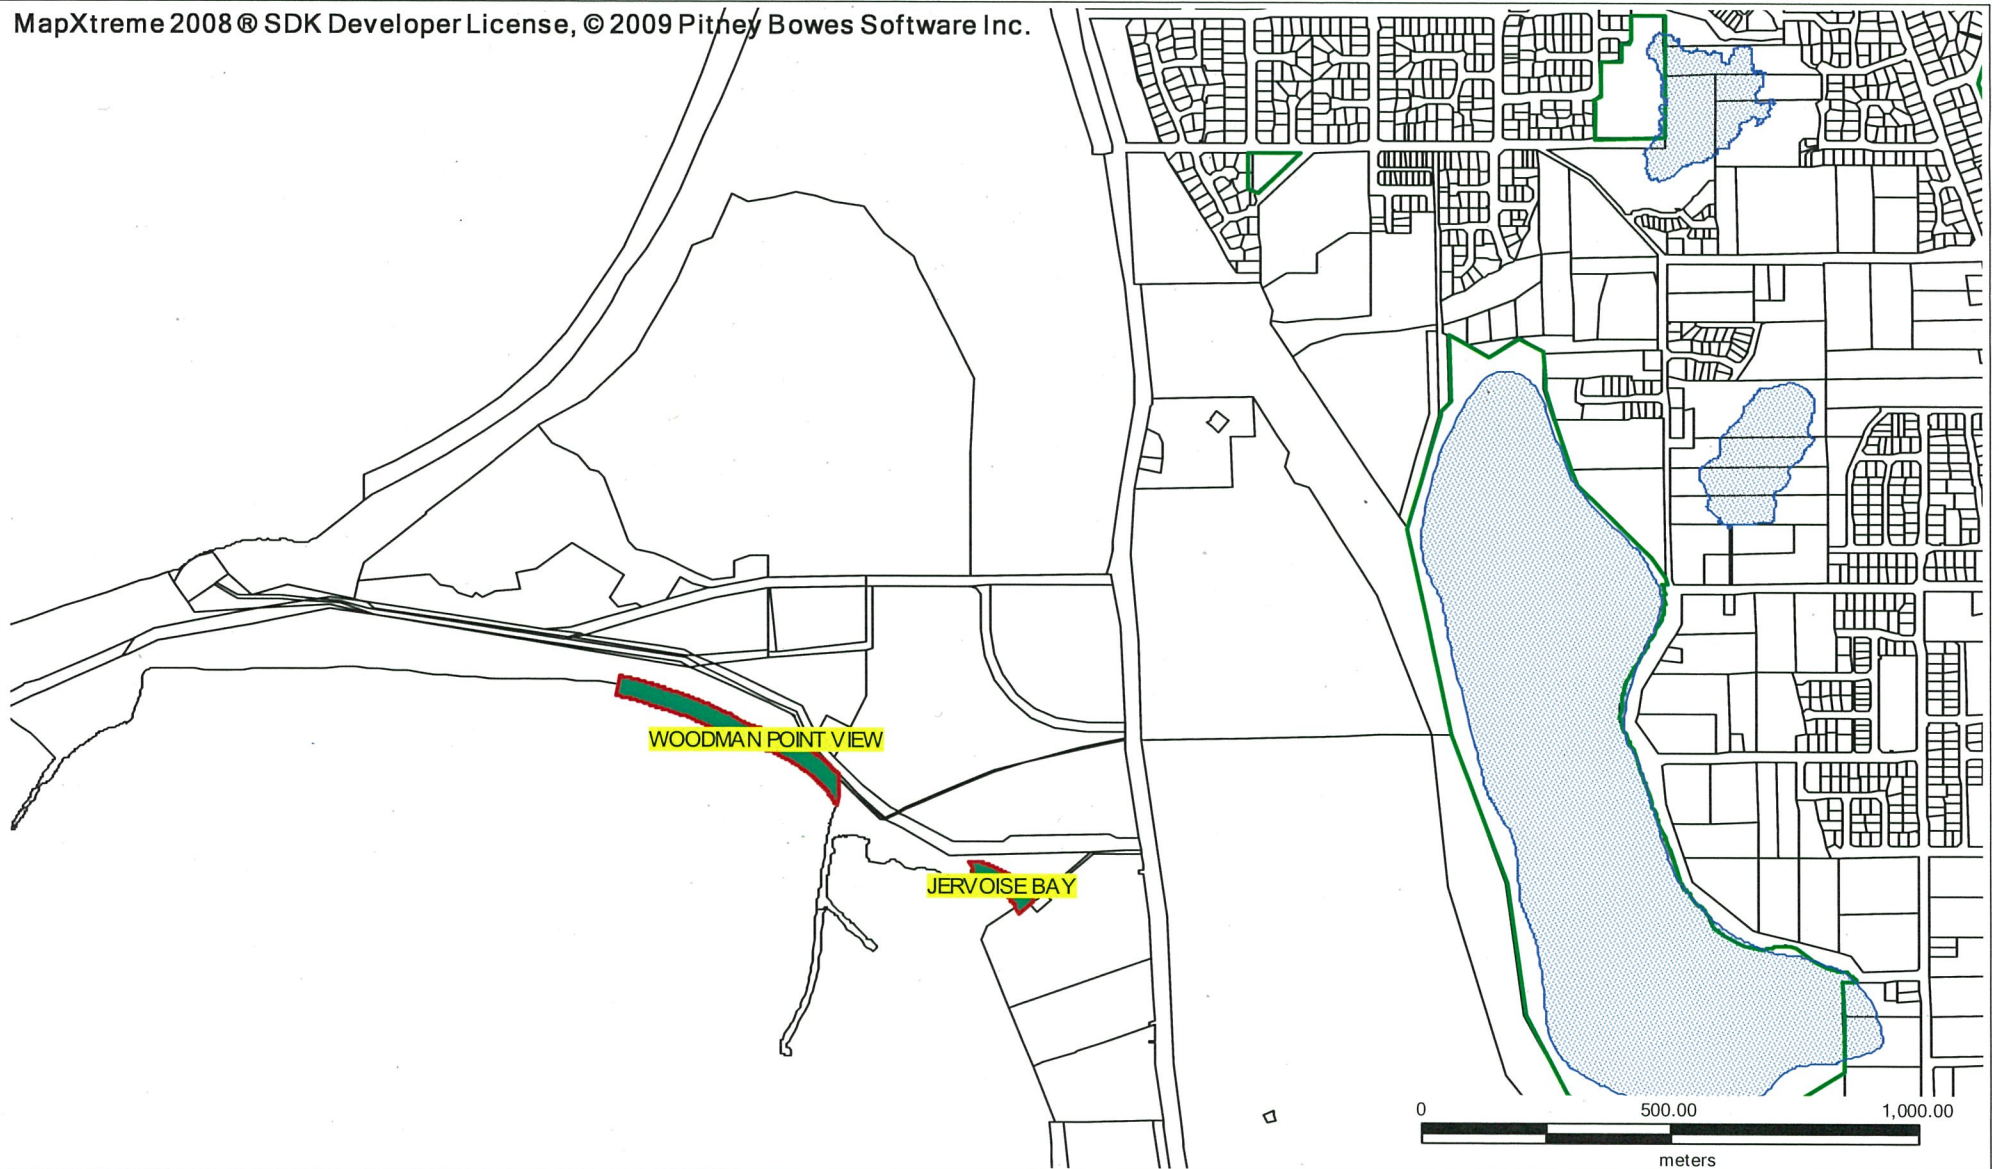 MapXtreme 2008 ® SDK Developer License, © 2009 Pitney Bowes Software Inc.
WOODMAN POINT VIEW
JERVOISE BAY
0 500.00 1,000.00
meters